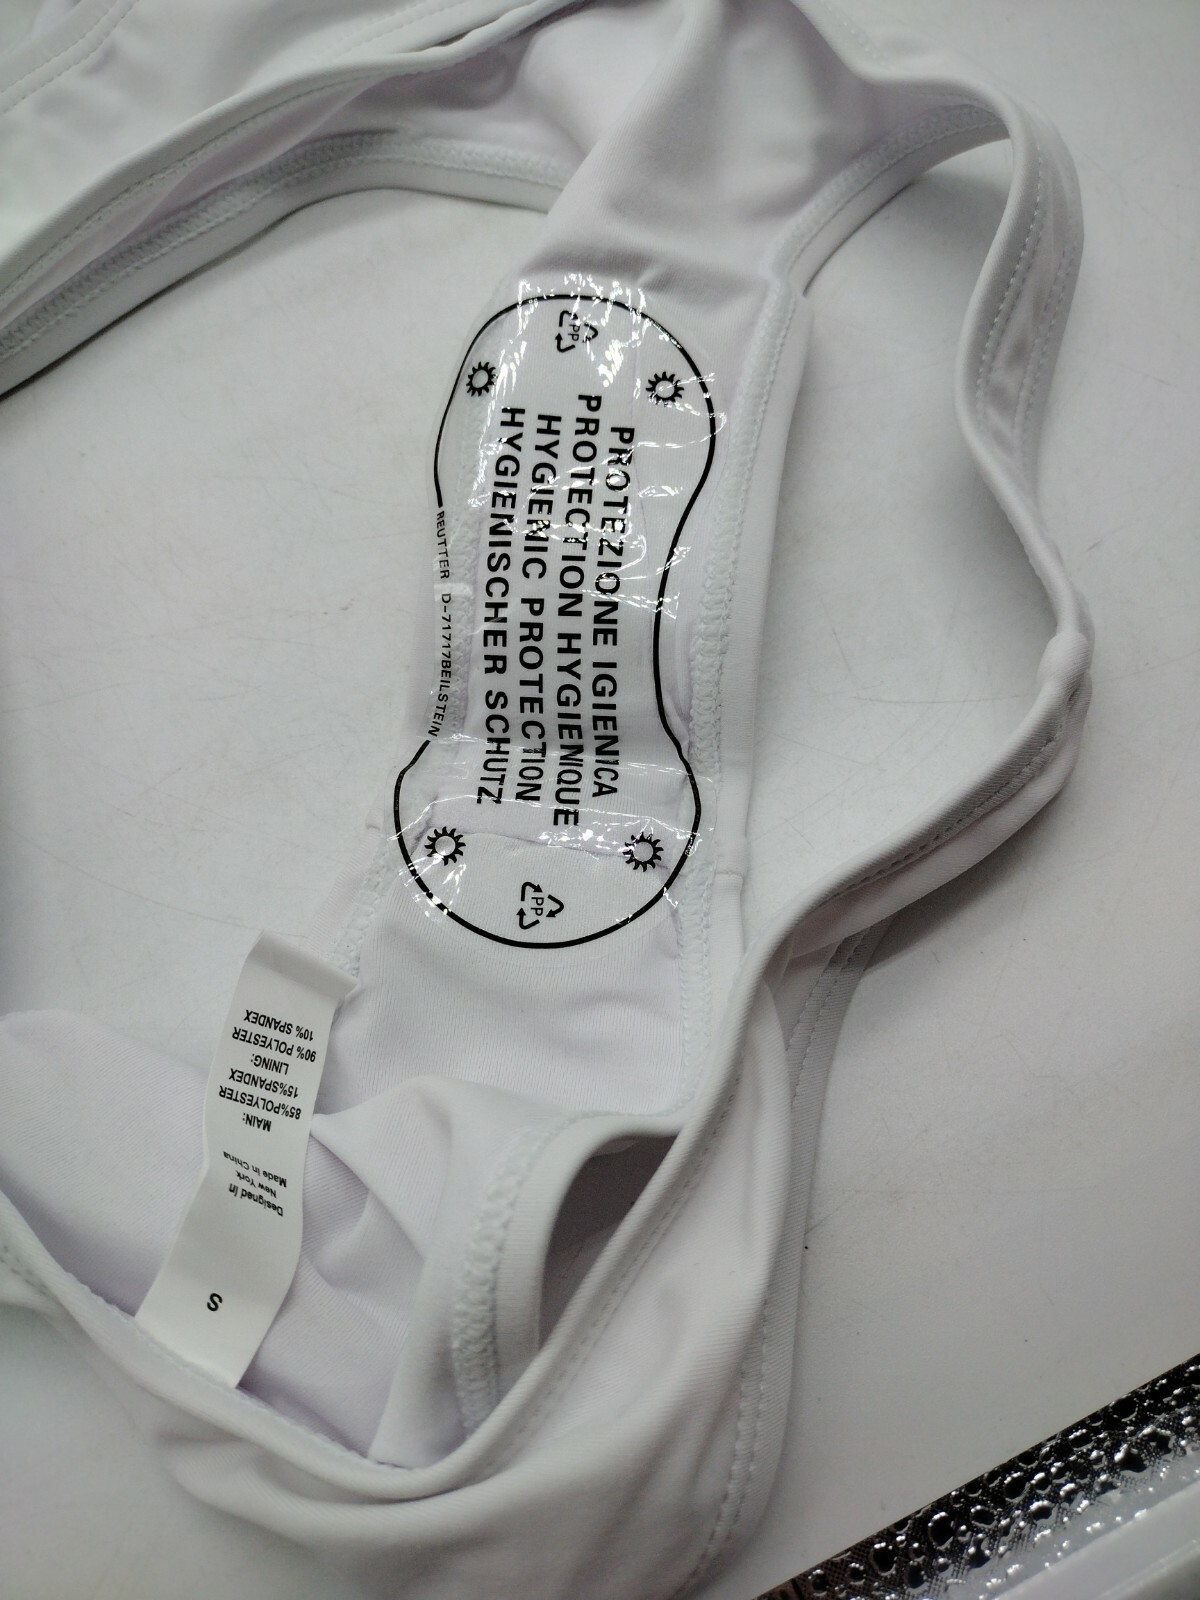 PP
PROTEZIONE IGIENICA
PROTECTION HYGIENIQUE
HYGIENIC PROTECTION
HYGIENISCHER SCHUTZ
REUTTER D-71717BEILSTEIN
PP
S
Designed in
New York
Made in China
MAIN:
85%POLYESTER
15%SPANDEX
LINING:
90% POLYESTER
10% SPANDEX